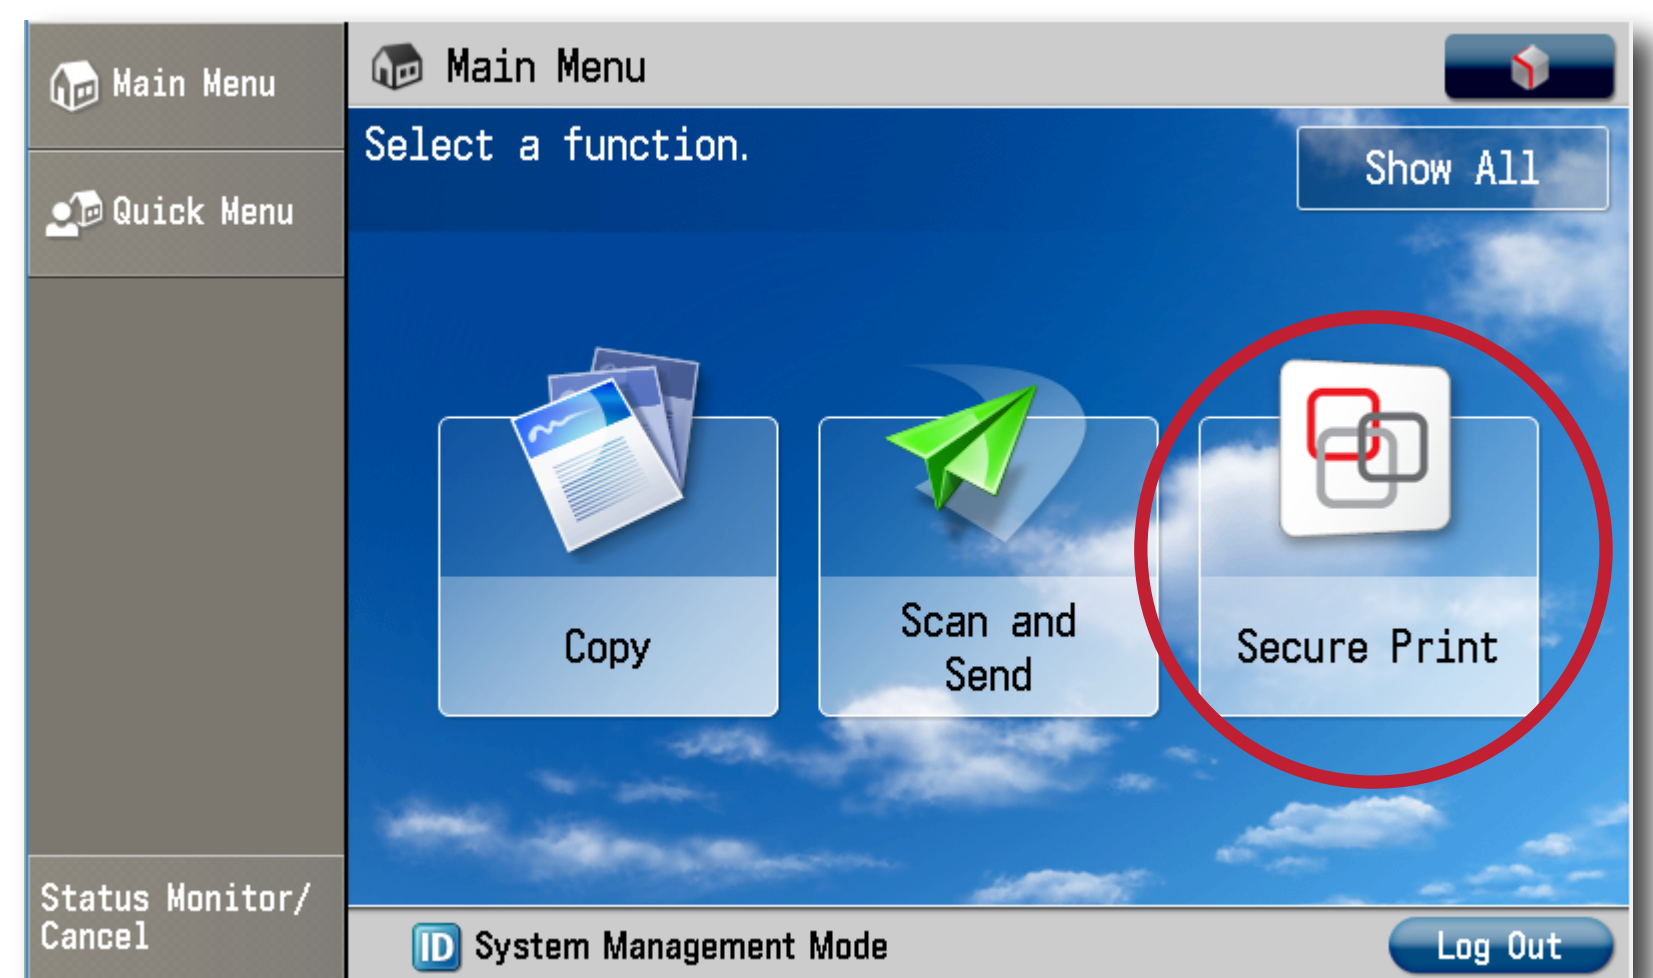 Main Menu
Quick Menu
Status Monitor/
Cancel
Main Menu
Select a function.
Show All
Copy
Scan and
Send
Secure Print
ID System Management Mode
Log Out